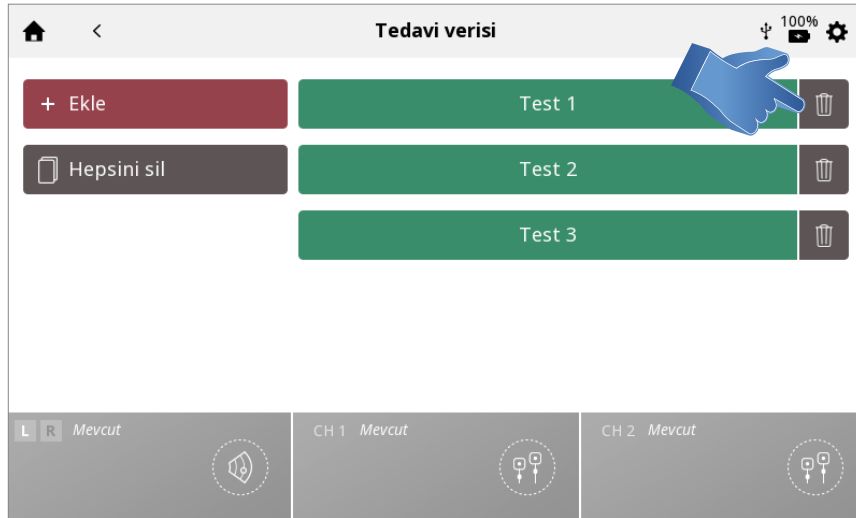 Tedavi verisi
100%
+ Ekle
Test 1
Hepsini sil
Test 2
Test 3
L R Mevcut
CH 1 Mevcut
CH 2 Mevcut